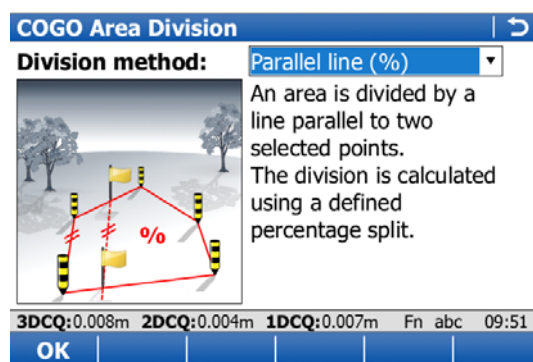 COGO Area Division
Division method: Parallel line (%)
An area is divided by a
line parallel to two
selected points.
The division is calculated
using a defined
percentage split.
%
3DCQ:0.008m 2DCQ:0.004m 1DCQ:0.007m Fn abc 09:51
OK